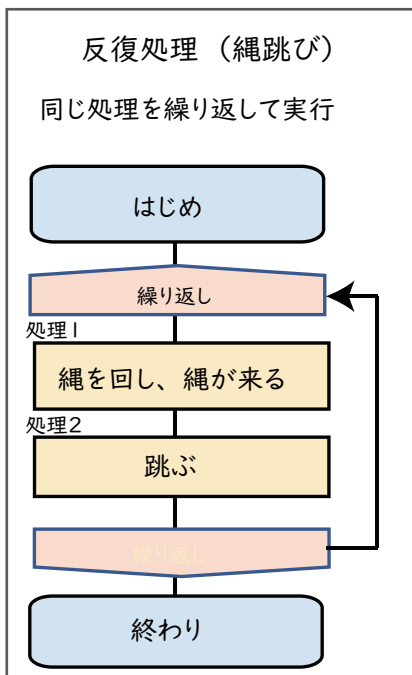 反復処理（縄跳び）
同じ処理を繰り返して実行
はじめ
繰り返し
処理1
縄を回し、縄が来る
処理2
跳ぶ
繰り返し
終わり